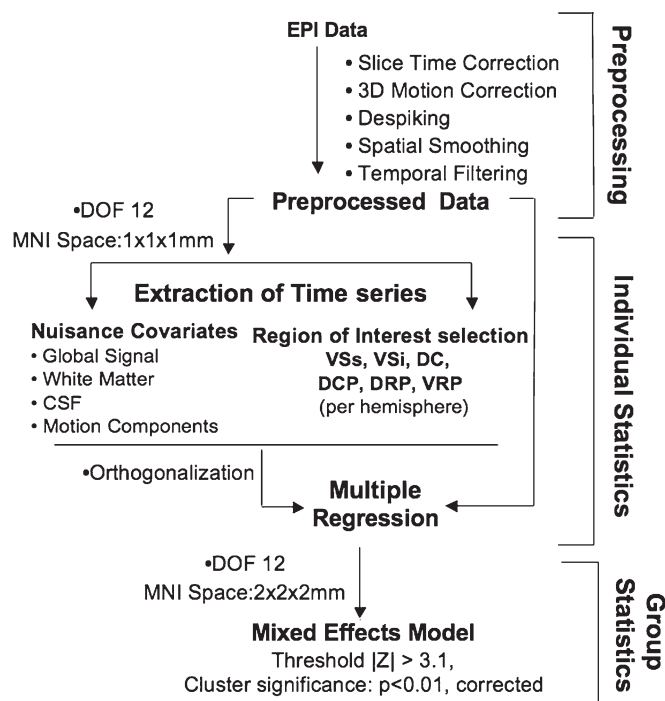 EPI Data
• Slice Time Correction
• 3D Motion Correction
• Despiking
• Spatial Smoothing
• Temporal Filtering
Preprocessing
Preprocessed Data
•DOF 12
MNI Space:1x1x1mm
Extraction of Time series
Nuisance Covariates
• Global Signal
• White Matter
• CSF
• Motion Components
Region of Interest selection
VSs, VSi, DC,
DCP, DRP, VRP
(per hemisphere)
Individual Statistics
•Orthogonalization
Multiple
Regression
•DOF 12
MNI Space:2x2x2mm
Mixed Effects Model
Threshold |Z| > 3.1,
Cluster significance: p<0.01, corrected
Group
Statistics